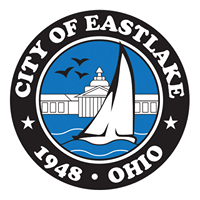 CITY OF EASTLAKE
1948 • OHIO